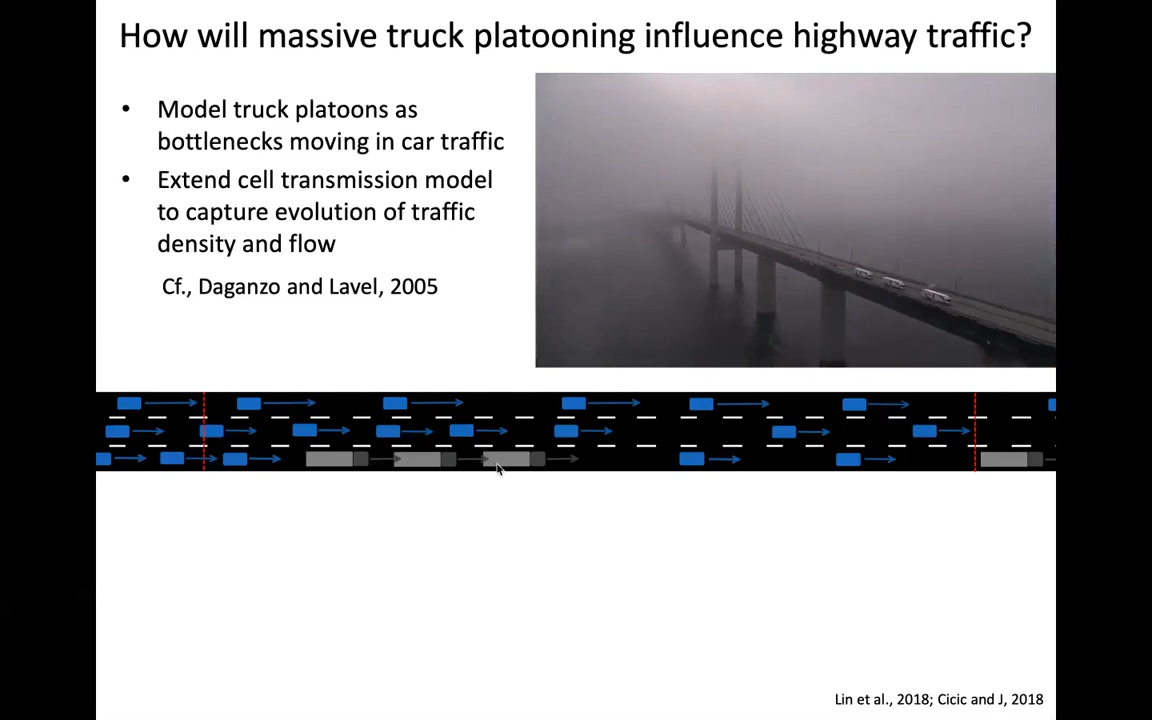 How will massive truck platooning influence highway traffic?
• Model truck platoons as
bottlenecks moving in car traffic
• Extend cell transmission model
to capture evolution of traffic
density and flow
Cf., Daganzo and Lavel, 2005
Lin et al., 2018; Cicic and J, 2018